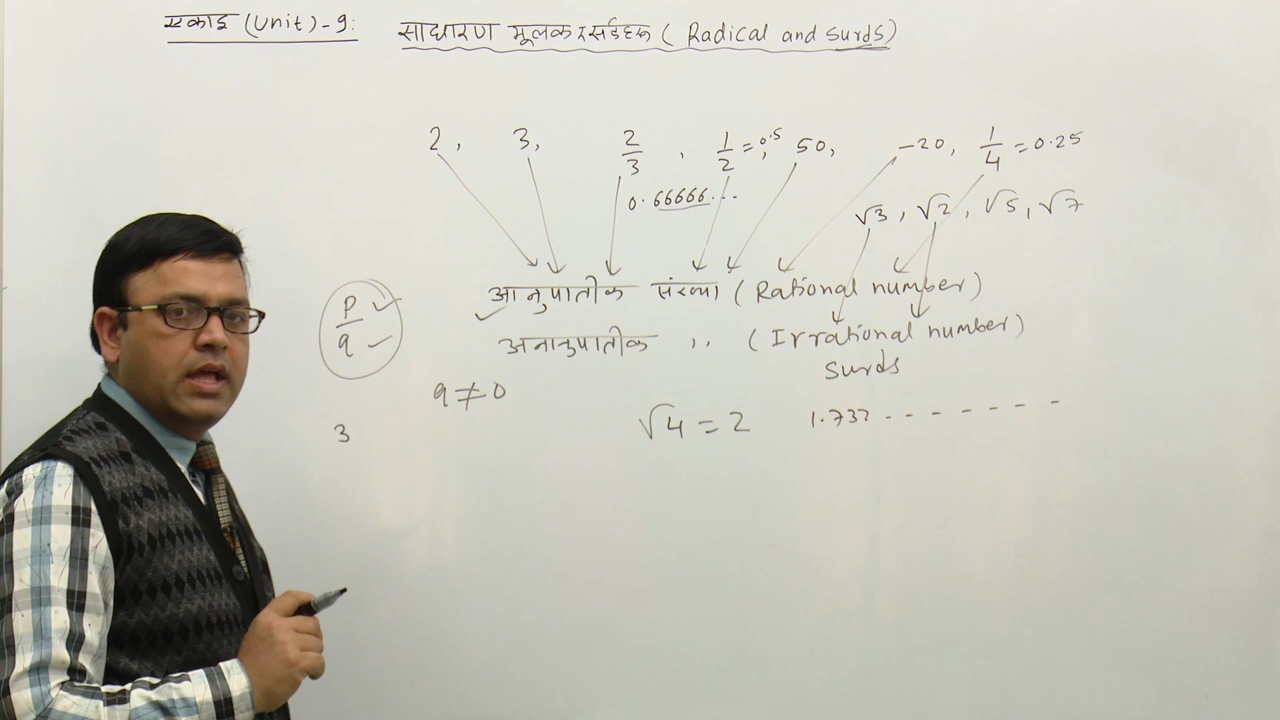 एकाइ (Unit)-9: साधारण मूलक र सर्डहरू (Radical and surds)
2, 3, 2/3, 1/2 = 0.5, 50, -20, 1/4 = 0.25
0.66666...
√3, √2, √5, √7
p/q आनुपातीक संख्या (Rational number)
अनानुपातीक ,, (Irrational number)
surds
q ≠ 0
√4 = 2 1.732 - - - - - - -
3